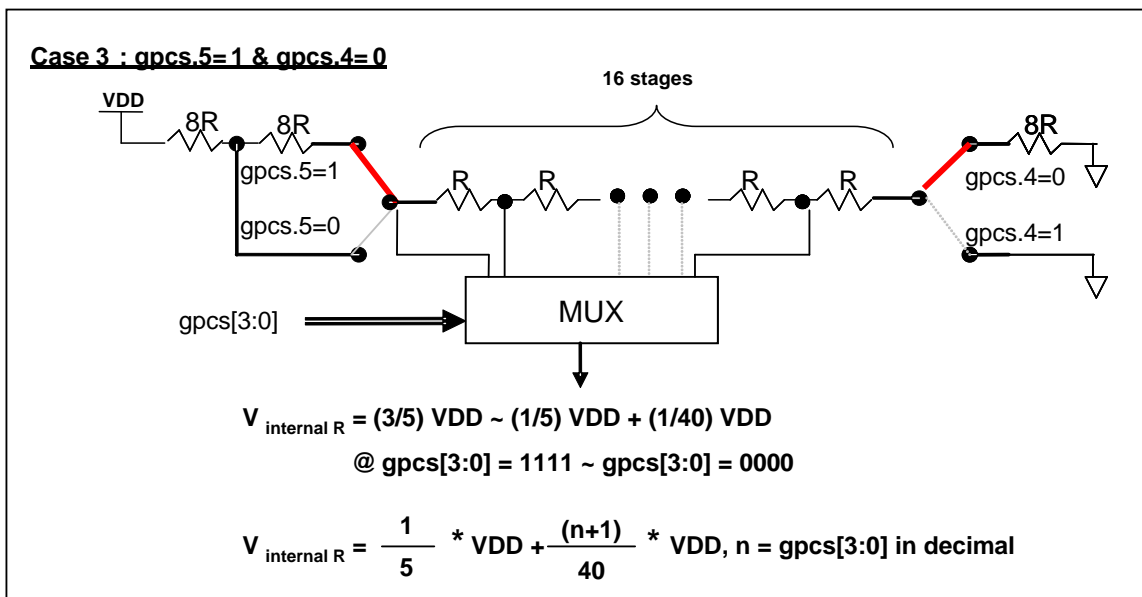 Case 3 : gpcs.5= 1 & gpcs.4= 0
16 stages
VDD
8R
8R
8R
gpcs.5=1
R
R
R
R
gpcs.4=0
gpcs.5=0
gpcs.4=1
gpcs[3:0]
MUX
V internal R = (3/5) VDD ~ (1/5) VDD + (1/40) VDD
@ gpcs[3:0] = 1111 ~ gpcs[3:0] = 0000
V internal R = 1/5 * VDD + (n+1)/40 * VDD, n = gpcs[3:0] in decimal